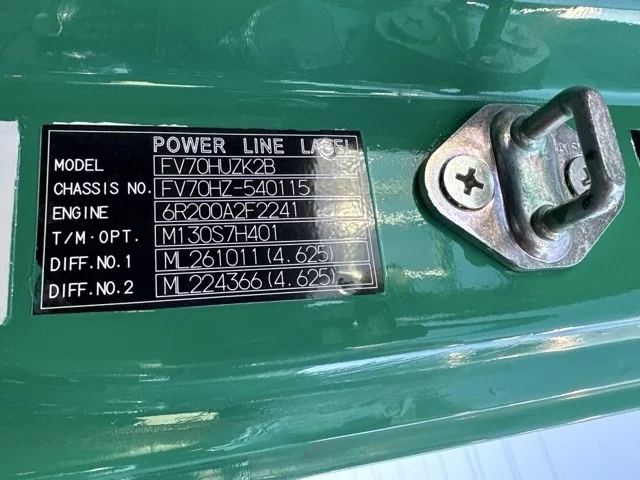 POWER LINE LABEL
MODEL FV70HUZK2B
CHASSIS NO. FV70HZ-540115
ENGINE 6R200A2F2241
T/M·OPT. M130S7H401
DIFF.NO.1 ML261011(4.625)
DIFF.NO.2 ML224366(4.625)